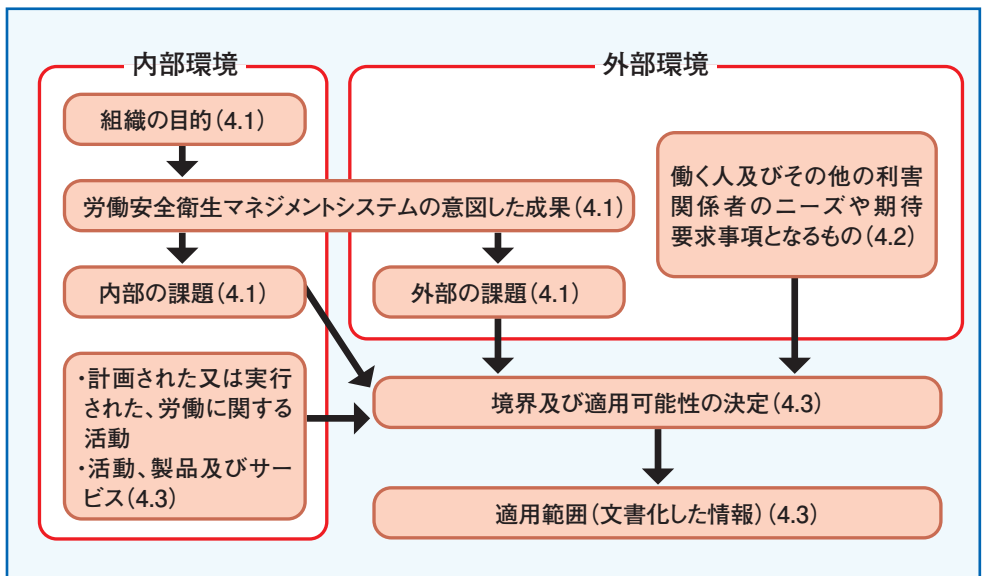 内部環境
外部環境
組織の目的(4.1)
労働安全衛生マネジメントシステムの意図した成果(4.1)
働く人及びその他の利害
関係者のニーズや期待
要求事項となるもの(4.2)
内部の課題(4.1)
外部の課題(4.1)
・計画された又は実行
された、労働に関する
活動
・活動、製品及びサー
ビス(4.3)
境界及び適用可能性の決定(4.3)
適用範囲(文書化した情報)(4.3)